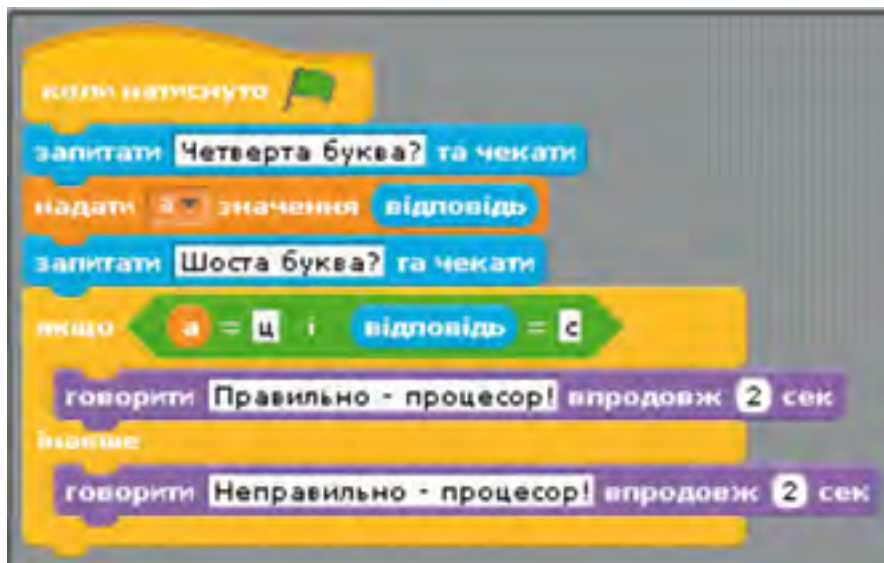 коли натиснуто
запитати Четверта буква? та чекати
надати a значення відповідь
запитати Шоста буква? та чекати
якщо a = ц і відповідь = с
говорити Правильно - процесор! впродовж 2 сек
інакше
говорити Неправильно - процесор! впродовж 2 сек